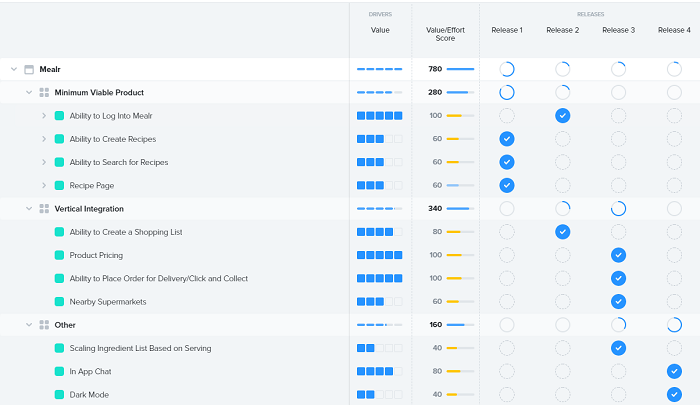 DRIVERS RELEASES
Value Value/Effort Score Release 1 Release 2 Release 3 Release 4
Mealr 780
Minimum Viable Product 280
Ability to Log Into Mealr 100
Ability to Create Recipes 60
Ability to Search for Recipes 60
Recipe Page 60
Vertical Integration 340
Ability to Create a Shopping List 80
Product Pricing 100
Ability to Place Order for Delivery/Click and Collect 100
Nearby Supermarkets 60
Other 160
Scaling Ingredient List Based on Serving 40
In App Chat 80
Dark Mode 40